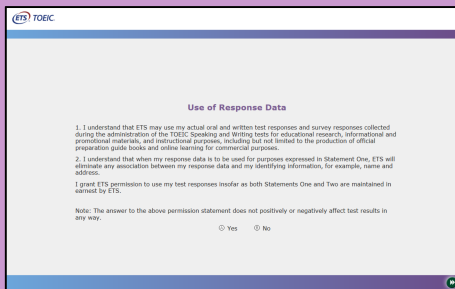 ETS TOEIC.
Use of Response Data
1. I understand that ETS may use my actual oral and written test responses and survey responses collected
during the administration of the TOEIC Speaking and Writing tests for educational research, informational and
promotional materials, and instructional purposes, including but not limited to the production of official
preparation guide books and online learning for commercial purposes.
2. I understand that when my response data is to be used for purposes expressed in Statement One, ETS will
eliminate any association between my response data and my identifying information, for example, name and
address.
I grant ETS permission to use my test responses insofar as both Statements One and Two are maintained in
earnest by ETS.
Note: The answer to the above permission statement does not positively or negatively affect test results in
any way.
A Yes B No